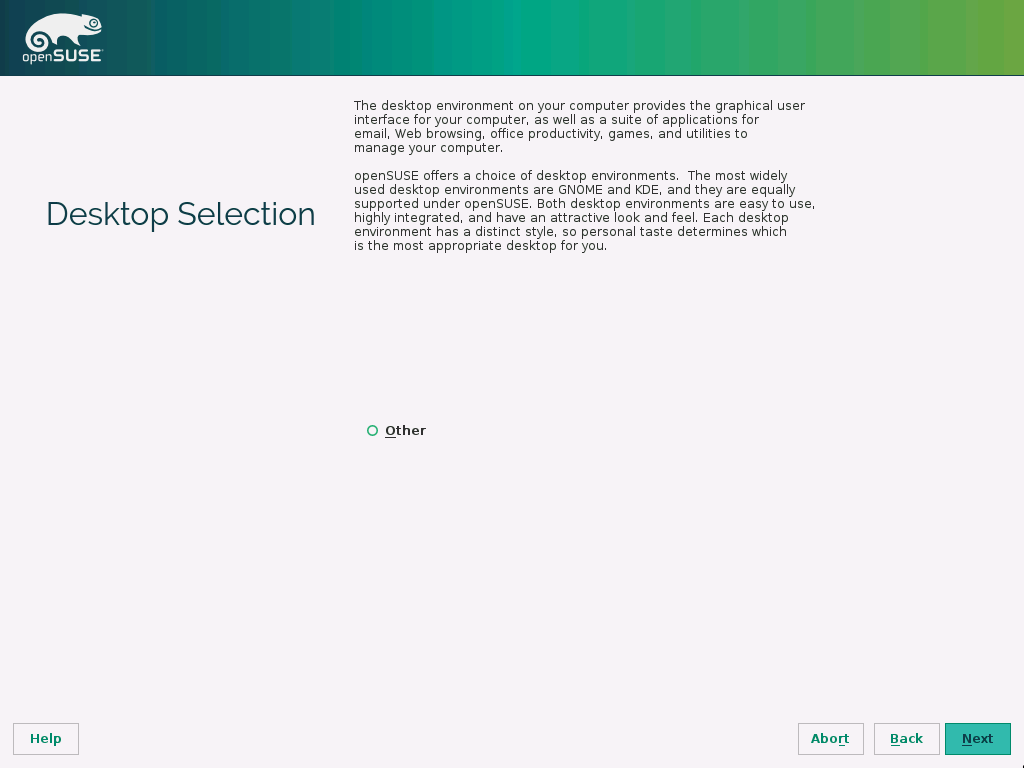 openSUSE
The desktop environment on your computer provides the graphical user
interface for your computer, as well as a suite of applications for
email, Web browsing, office productivity, games, and utilities to
manage your computer.
openSUSE offers a choice of desktop environments.  The most widely
used desktop environments are GNOME and KDE, and they are equally
supported under openSUSE. Both desktop environments are easy to use,
highly integrated, and have an attractive look and feel. Each desktop
environment has a distinct style, so personal taste determines which
is the most appropriate desktop for you.
Desktop Selection
Other
Help
Abort
Back
Next